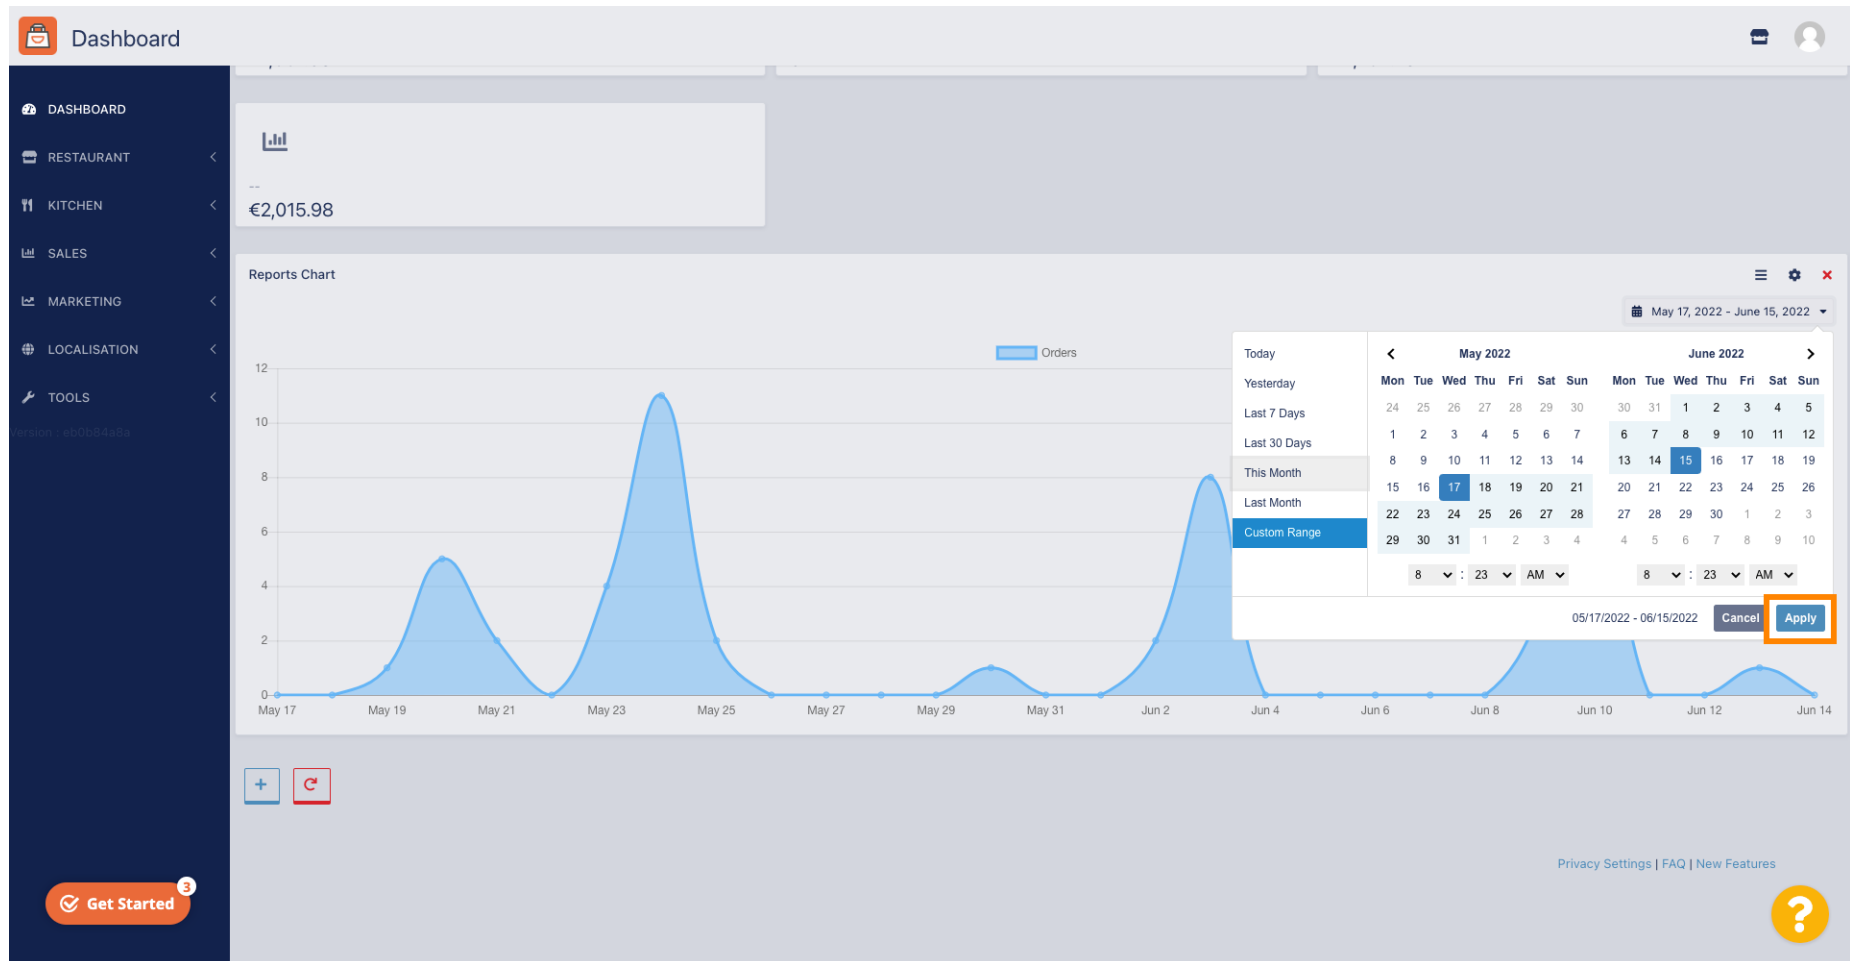 Dashboard
DASHBOARD
RESTAURANT
KITCHEN
SALES
MARKETING
LOCALISATION
TOOLS
Version : eb0b84a8a
--
€2,015.98
Reports Chart
May 17, 2022 - June 15, 2022
Orders
12
10
8
6
4
2
0
May 17 May 19 May 21 May 23 May 25 May 27 May 29 May 31 Jun 2 Jun 4 Jun 6 Jun 8 Jun 10 Jun 12 Jun 14
Today
Yesterday
Last 7 Days
Last 30 Days
This Month
Last Month
Custom Range
May 2022
Mon Tue Wed Thu Fri Sat Sun
24 25 26 27 28 29 30
1 2 3 4 5 6 7
8 9 10 11 12 13 14
15 16 17 18 19 20 21
22 23 24 25 26 27 28
29 30 31 1 2 3 4
8 : 23 AM
June 2022
Mon Tue Wed Thu Fri Sat Sun
30 31 1 2 3 4 5
6 7 8 9 10 11 12
13 14 15 16 17 18 19
20 21 22 23 24 25 26
27 28 29 30 1 2 3
4 5 6 7 8 9 10
8 : 23 AM
05/17/2022 - 06/15/2022 Cancel Apply
Privacy Settings | FAQ | New Features
Get Started 3
?